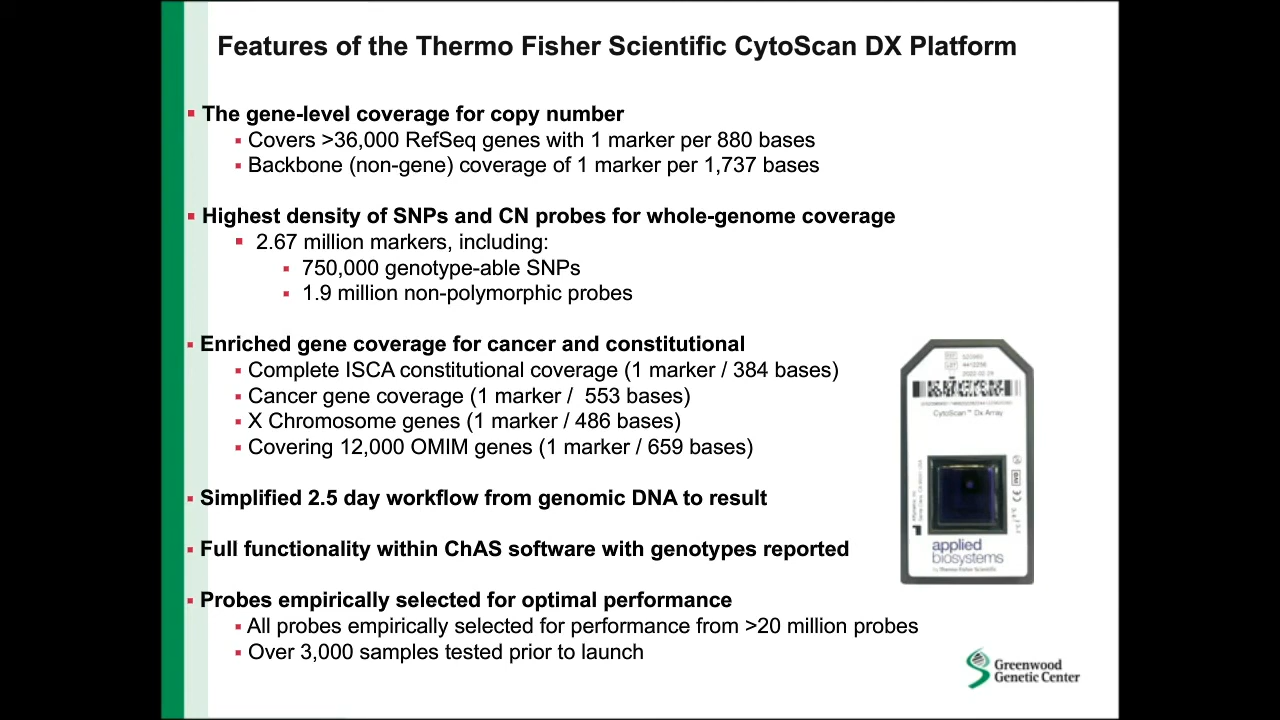 Features of the Thermo Fisher Scientific CytoScan DX Platform
The gene-level coverage for copy number
Covers >36,000 RefSeq genes with 1 marker per 880 bases
Backbone (non-gene) coverage of 1 marker per 1,737 bases
Highest density of SNPs and CN probes for whole-genome coverage
2.67 million markers, including:
750,000 genotype-able SNPs
1.9 million non-polymorphic probes
Enriched gene coverage for cancer and constitutional
Complete ISCA constitutional coverage (1 marker / 384 bases)
Cancer gene coverage (1 marker /  553 bases)
X Chromosome genes (1 marker / 486 bases)
Covering 12,000 OMIM genes (1 marker / 659 bases)
Simplified 2.5 day workflow from genomic DNA to result
Full functionality within ChAS software with genotypes reported
Probes empirically selected for optimal performance
All probes empirically selected for performance from >20 million probes
Over 3,000 samples tested prior to launch
CytoScan™ Dx Array
applied
biosystems
by Thermo Fisher Scientific
Greenwood
Genetic Center